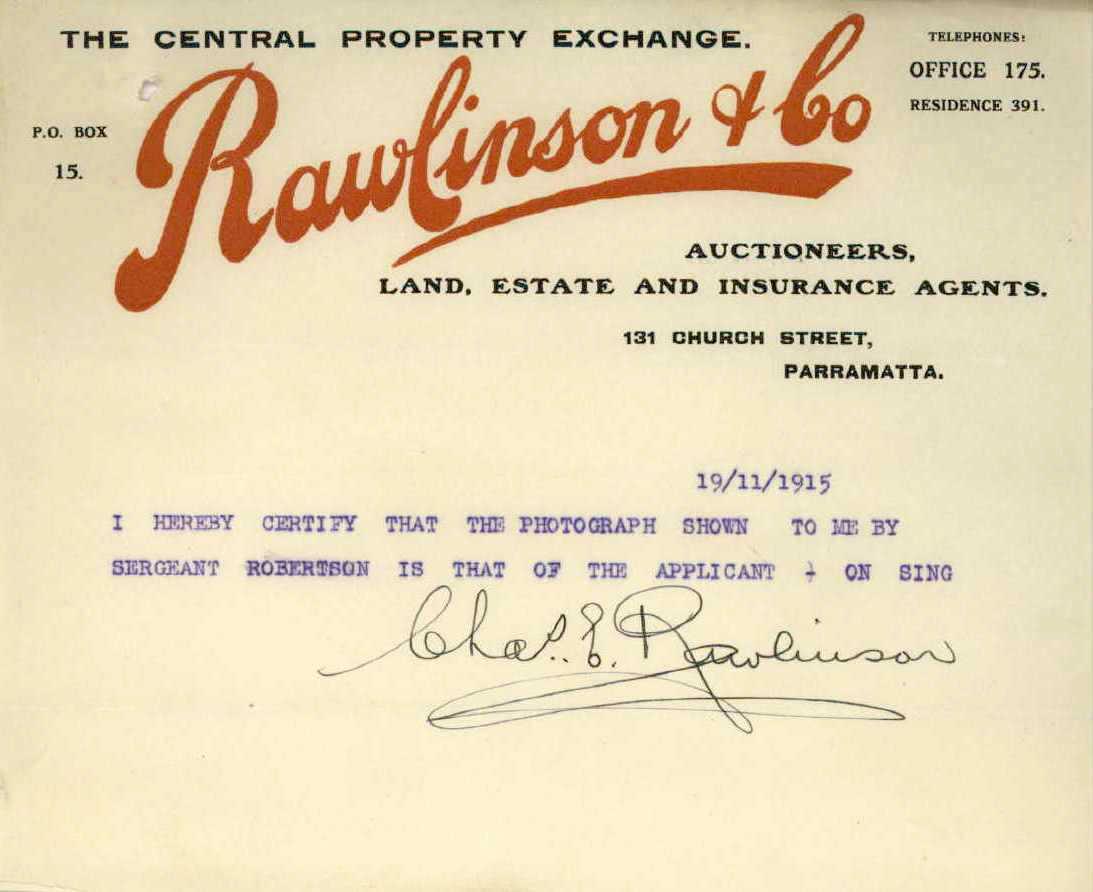 THE CENTRAL PROPERTY EXCHANGE.
Rawlinson & Co
TELEPHONES:
OFFICE 175.
RESIDENCE 391.
P.O. BOX
15.
AUCTIONEERS,
LAND, ESTATE AND INSURANCE AGENTS.
131 CHURCH STREET,
PARRAMATTA.
19/11/1915
I HEREBY CERTIFY THAT THE PHOTOGRAPH SHOWN TO ME BY
SERGEANT ROBERTSON IS THAT OF THE APPLICANT - ON SING
Chas. E. Rawlinson